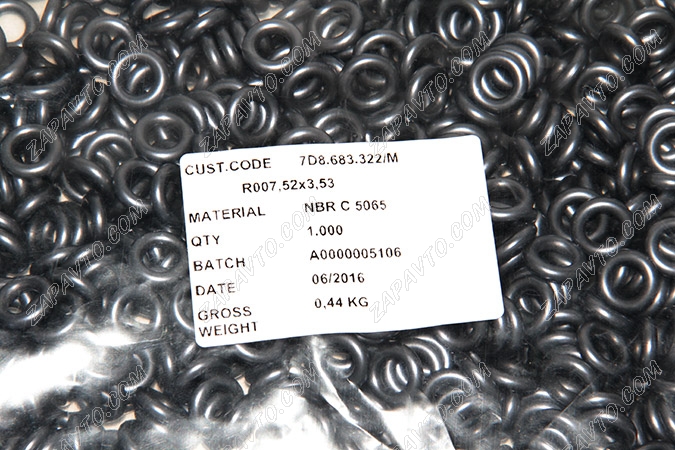 CUST.CODE 7D8.683.322/M
R007,52x3,53
MATERIAL NBR C 5065
QTY 1.000
BATCH A0000005106
DATE 06/2016
GROSS WEIGHT 0,44 KG
ZAPAVTO.COM